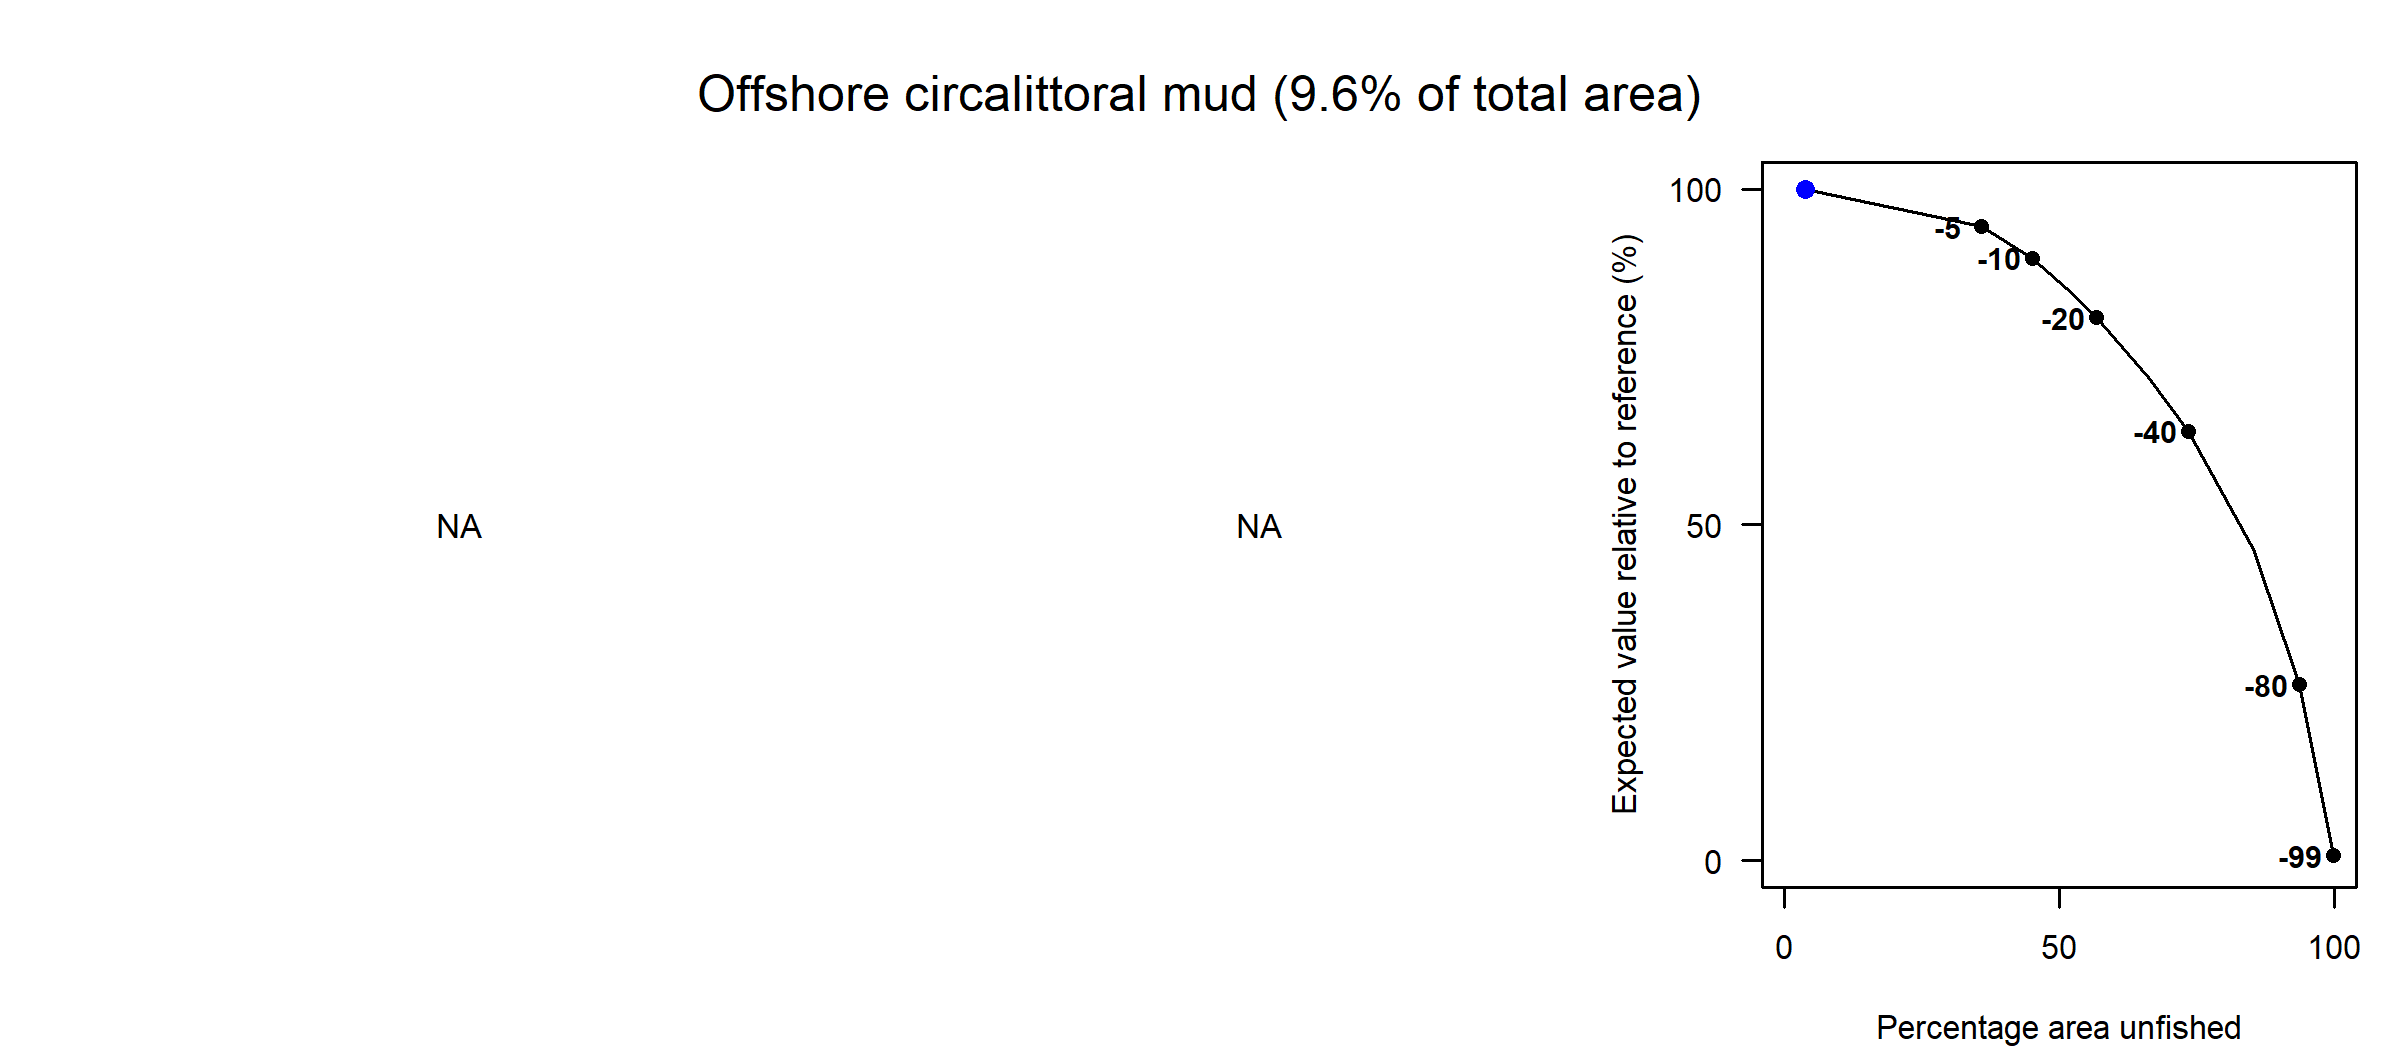 Offshore circalittoral mud (9.6% of total area)
NA
NA
Expected value relative to reference (%)
100
50
0
-5
-10
-20
-40
-80
-99
0
50
100
Percentage area unfished